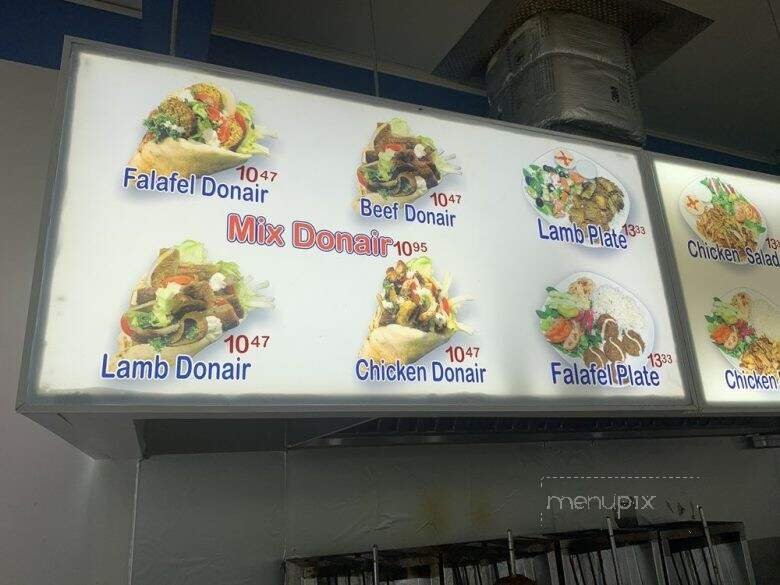 10 47
Falafel Donair
10 47
Beef Donair
Lamb Plate 13 33
Mix Donair 10 95
Chicken Salad
10 47
Lamb Donair
10 47
Chicken Donair
13 33
Falafel Plate
Chicken
menupix